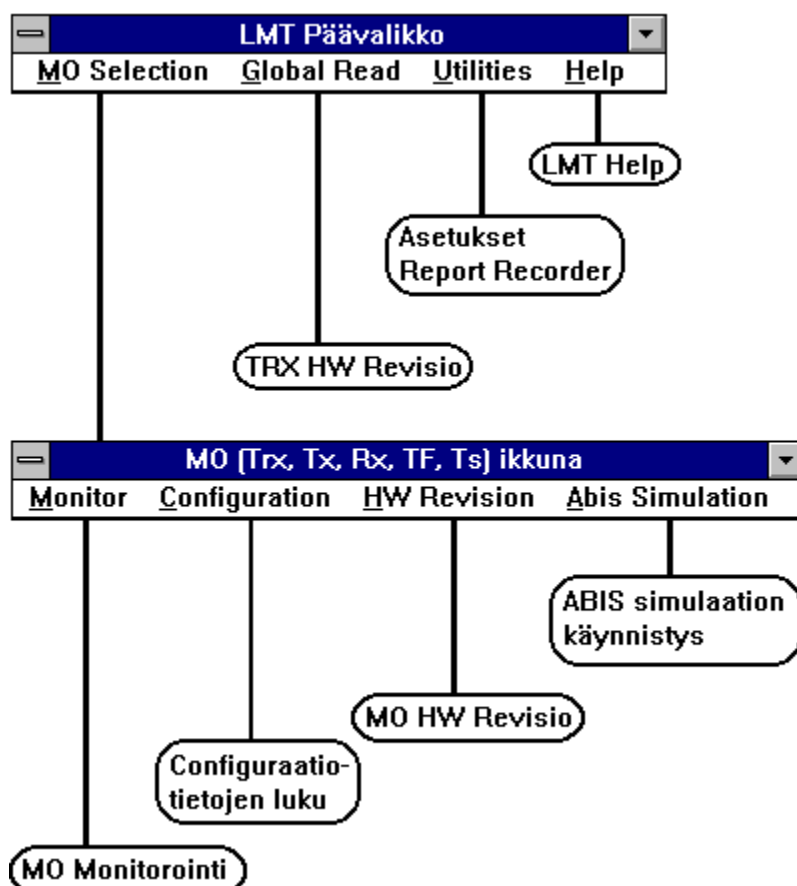 LMT Päävalikko
MO Selection Global Read Utilities Help
LMT Help
Asetukset
Report Recorder
TRX HW Revisio
MO (Trx, Tx, Rx, TF, Ts) ikkuna
Monitor Configuration HW Revision Abis Simulation
ABIS simulaation
käynnistys
MO HW Revisio
Configuraatio-
tietojen luku
MO Monitorointi